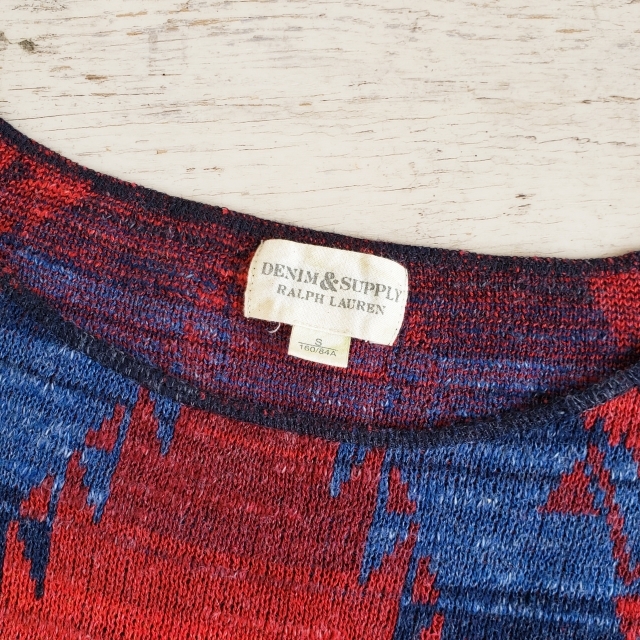 DENIM&SUPPLY
RALPH LAUREN
S
160/84A